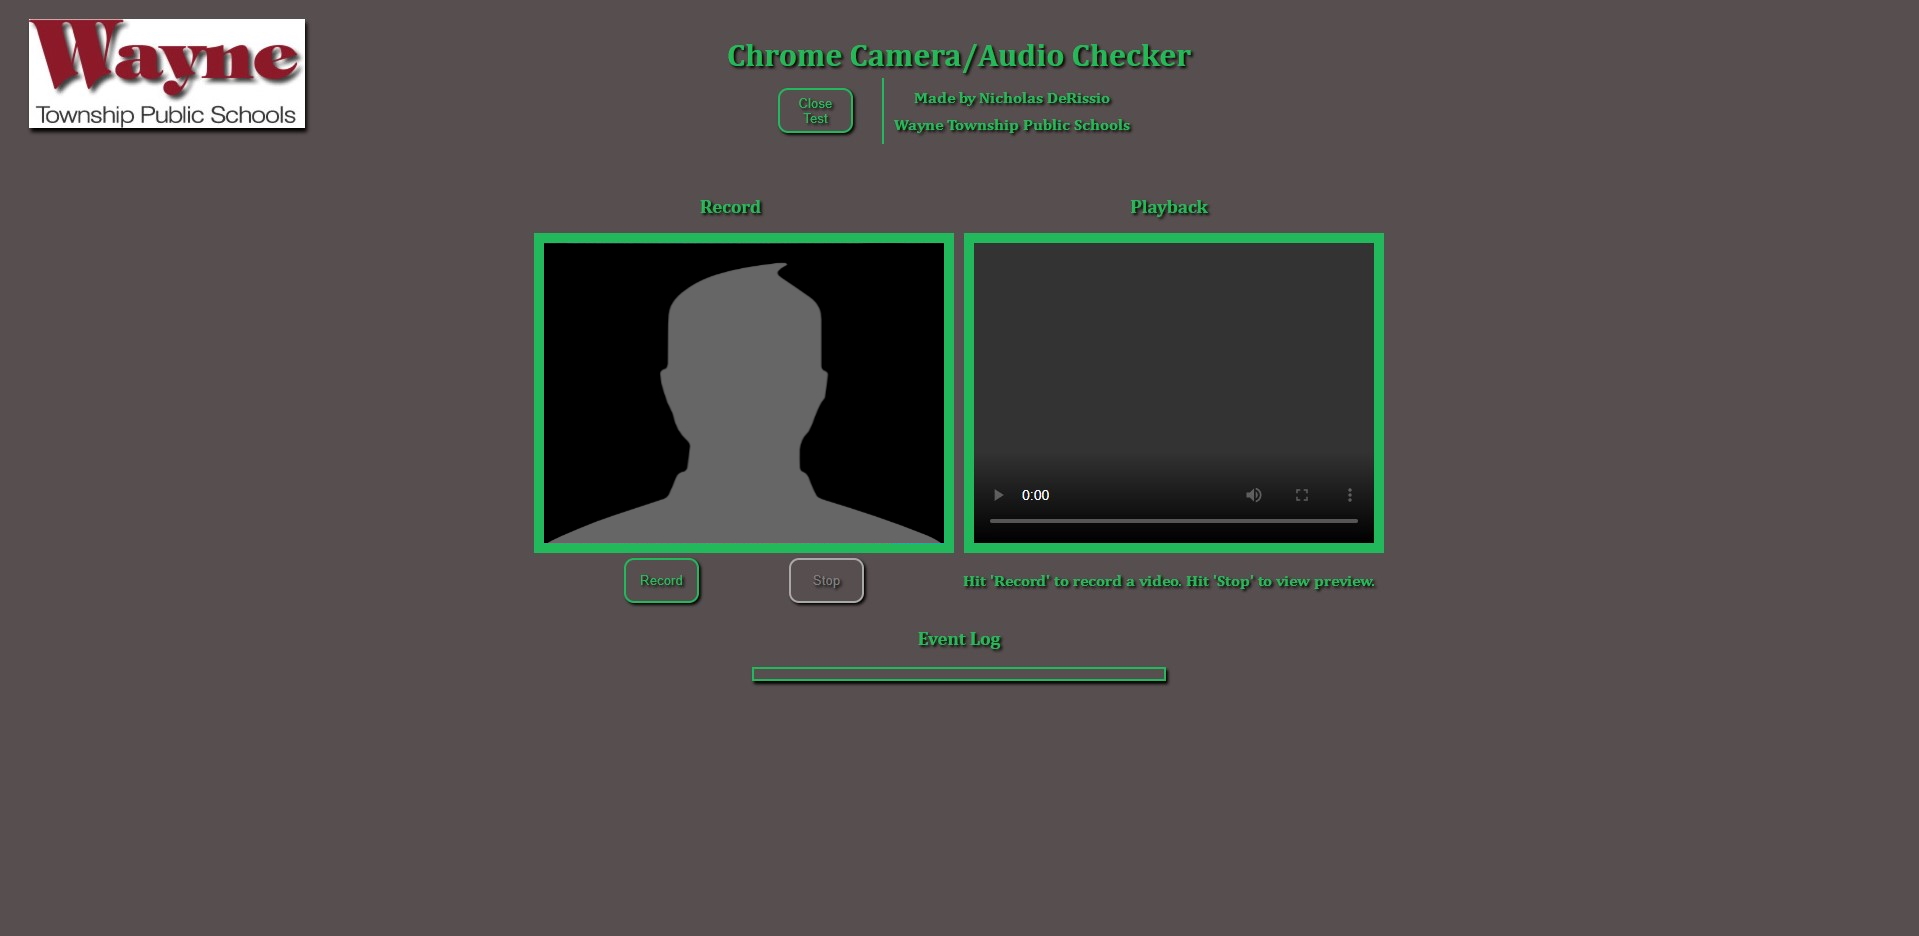 Wayne
Township Public Schools
Chrome Camera/Audio Checker
Close
Test
Made by Nicholas DeRissio
Wayne Township Public Schools
Record
Playback
0:00
Record
Stop
Hit 'Record' to record a video. Hit 'Stop' to view preview.
Event Log